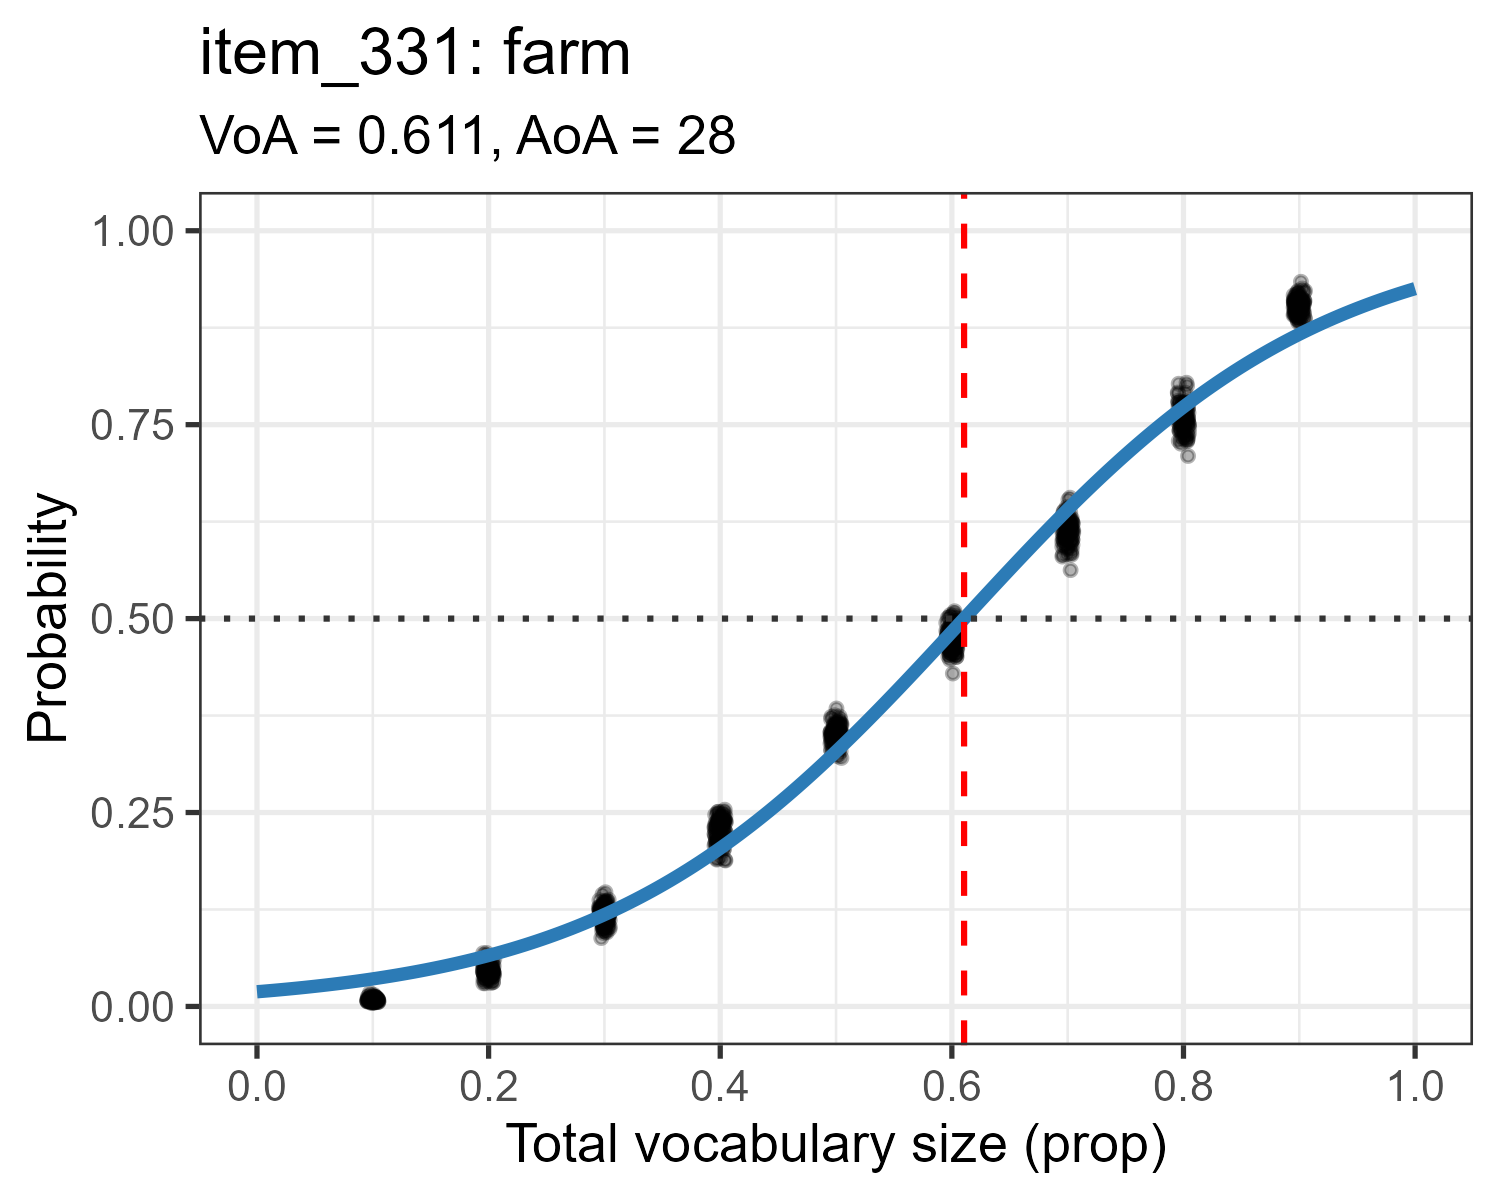 item_331: farm
VoA = 0.611, AoA = 28
1.00
0.75
0.50
0.25
0.00
Probability
0.0 0.2 0.4 0.6 0.8 1.0
Total vocabulary size (prop)